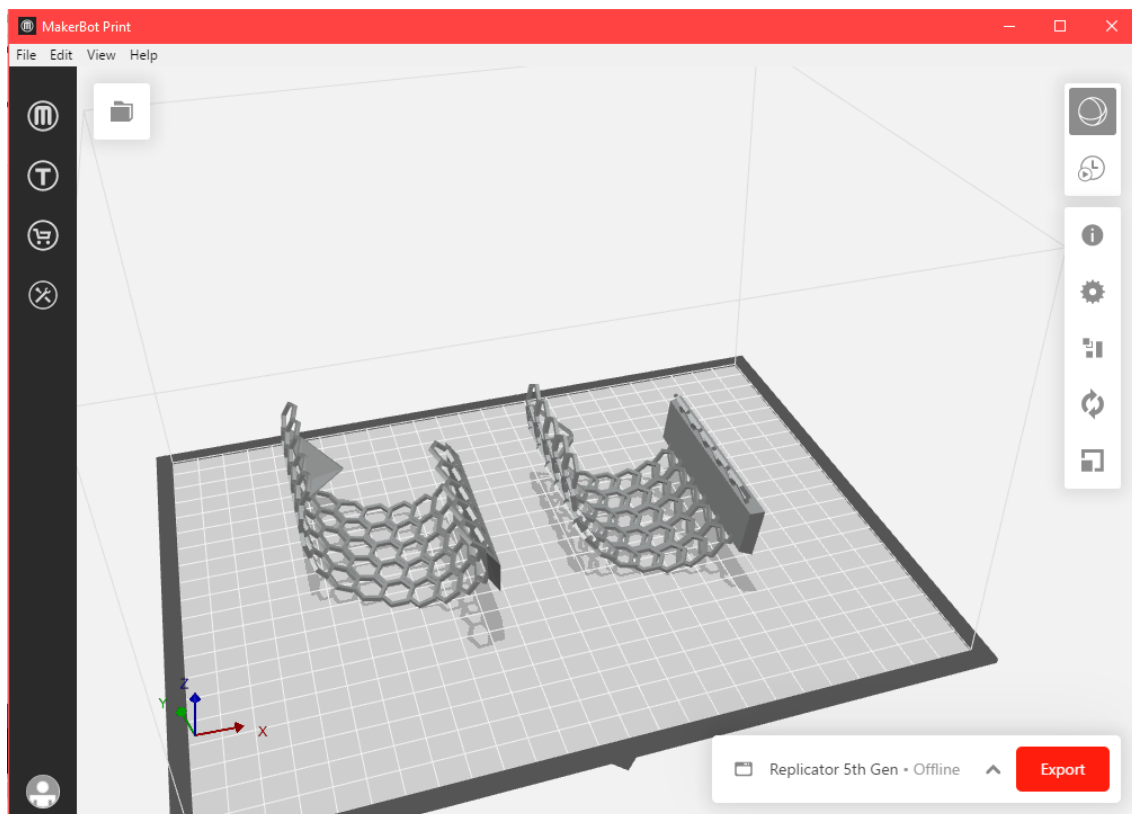 MakerBot Print
File Edit View Help
Z
Y
X
Replicator 5th Gen • Offline
Export